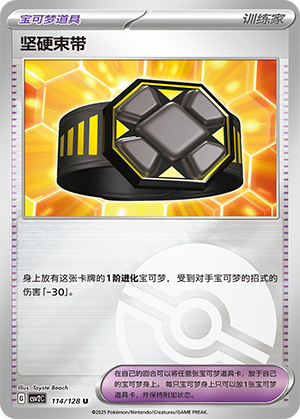 宝可梦道具 训练家
坚硬束带
身上放有这张卡牌的1阶进化宝可梦，受到对手宝可梦的招式的
伤害「-30」。
Illus. Toyste Beach
G CSV2C 114/128 U
在自己的回合可以将任意张宝可梦道具卡，放于自己
的宝可梦身上。 每只宝可梦身上只可以放1张宝可梦道
具卡，并保持附加状态。
©2025 Pokémon/Nintendo/Creatures/GAME FREAK.